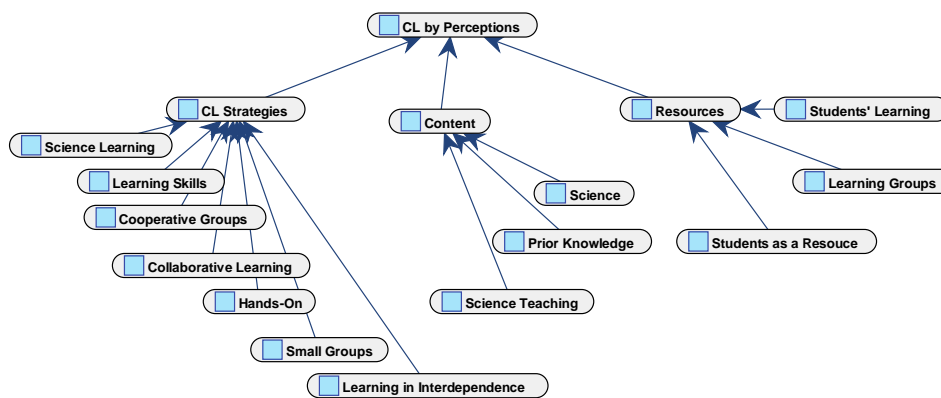 CL by Perceptions
CL Strategies
Content
Resources
Students' Learning
Science Learning
Learning Skills
Cooperative Groups
Collaborative Learning
Hands-On
Small Groups
Learning in Interdependence
Science
Prior Knowledge
Science Teaching
Learning Groups
Students as a Resouce